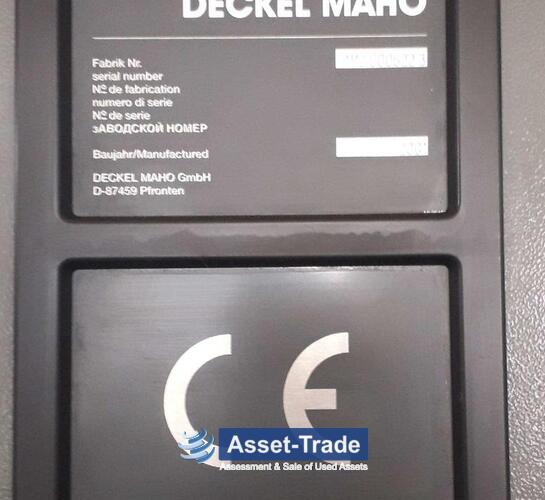 DECKEL MAHO
Fabrik Nr.
serial number
Nº de fabrication
numero di serie
Nº de serie
зАВОДСКОЙ НОМЕР
Baujahr/Manufactured
DECKEL MAHO GmbH
D-87459 Pfronten
CE
Asset-Trade
Assessment & Sale of Used Assets